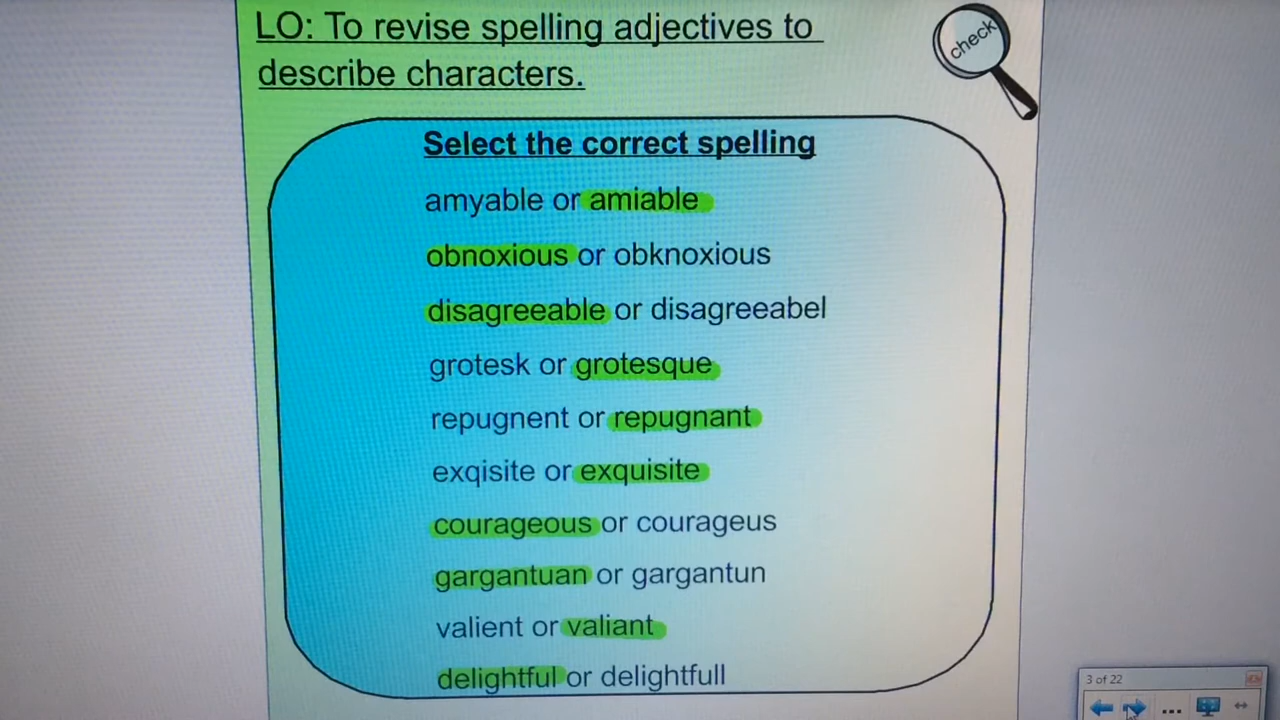 LO: To revise spelling adjectives to
describe characters.
check
Select the correct spelling
amyable or amiable
obnoxious or obknoxious
disagreeable or disagreeabel
grotesk or grotesque
repugnent or repugnant
exqisite or exquisite
courageous or courageus
gargantuan or gargantun
valient or valiant
delightful or delightfull
3 of 22